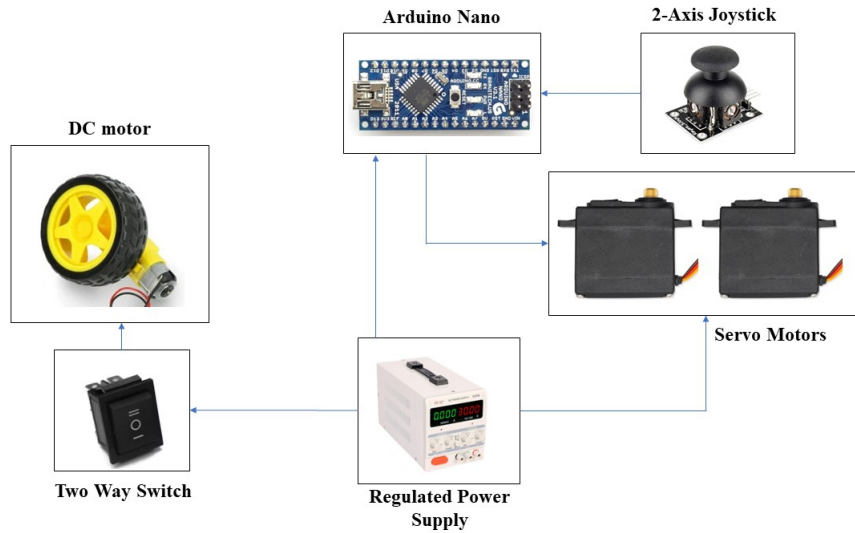 Arduino Nano
2-Axis Joystick
DC motor
Servo Motors
Two Way Switch
Regulated Power
Supply